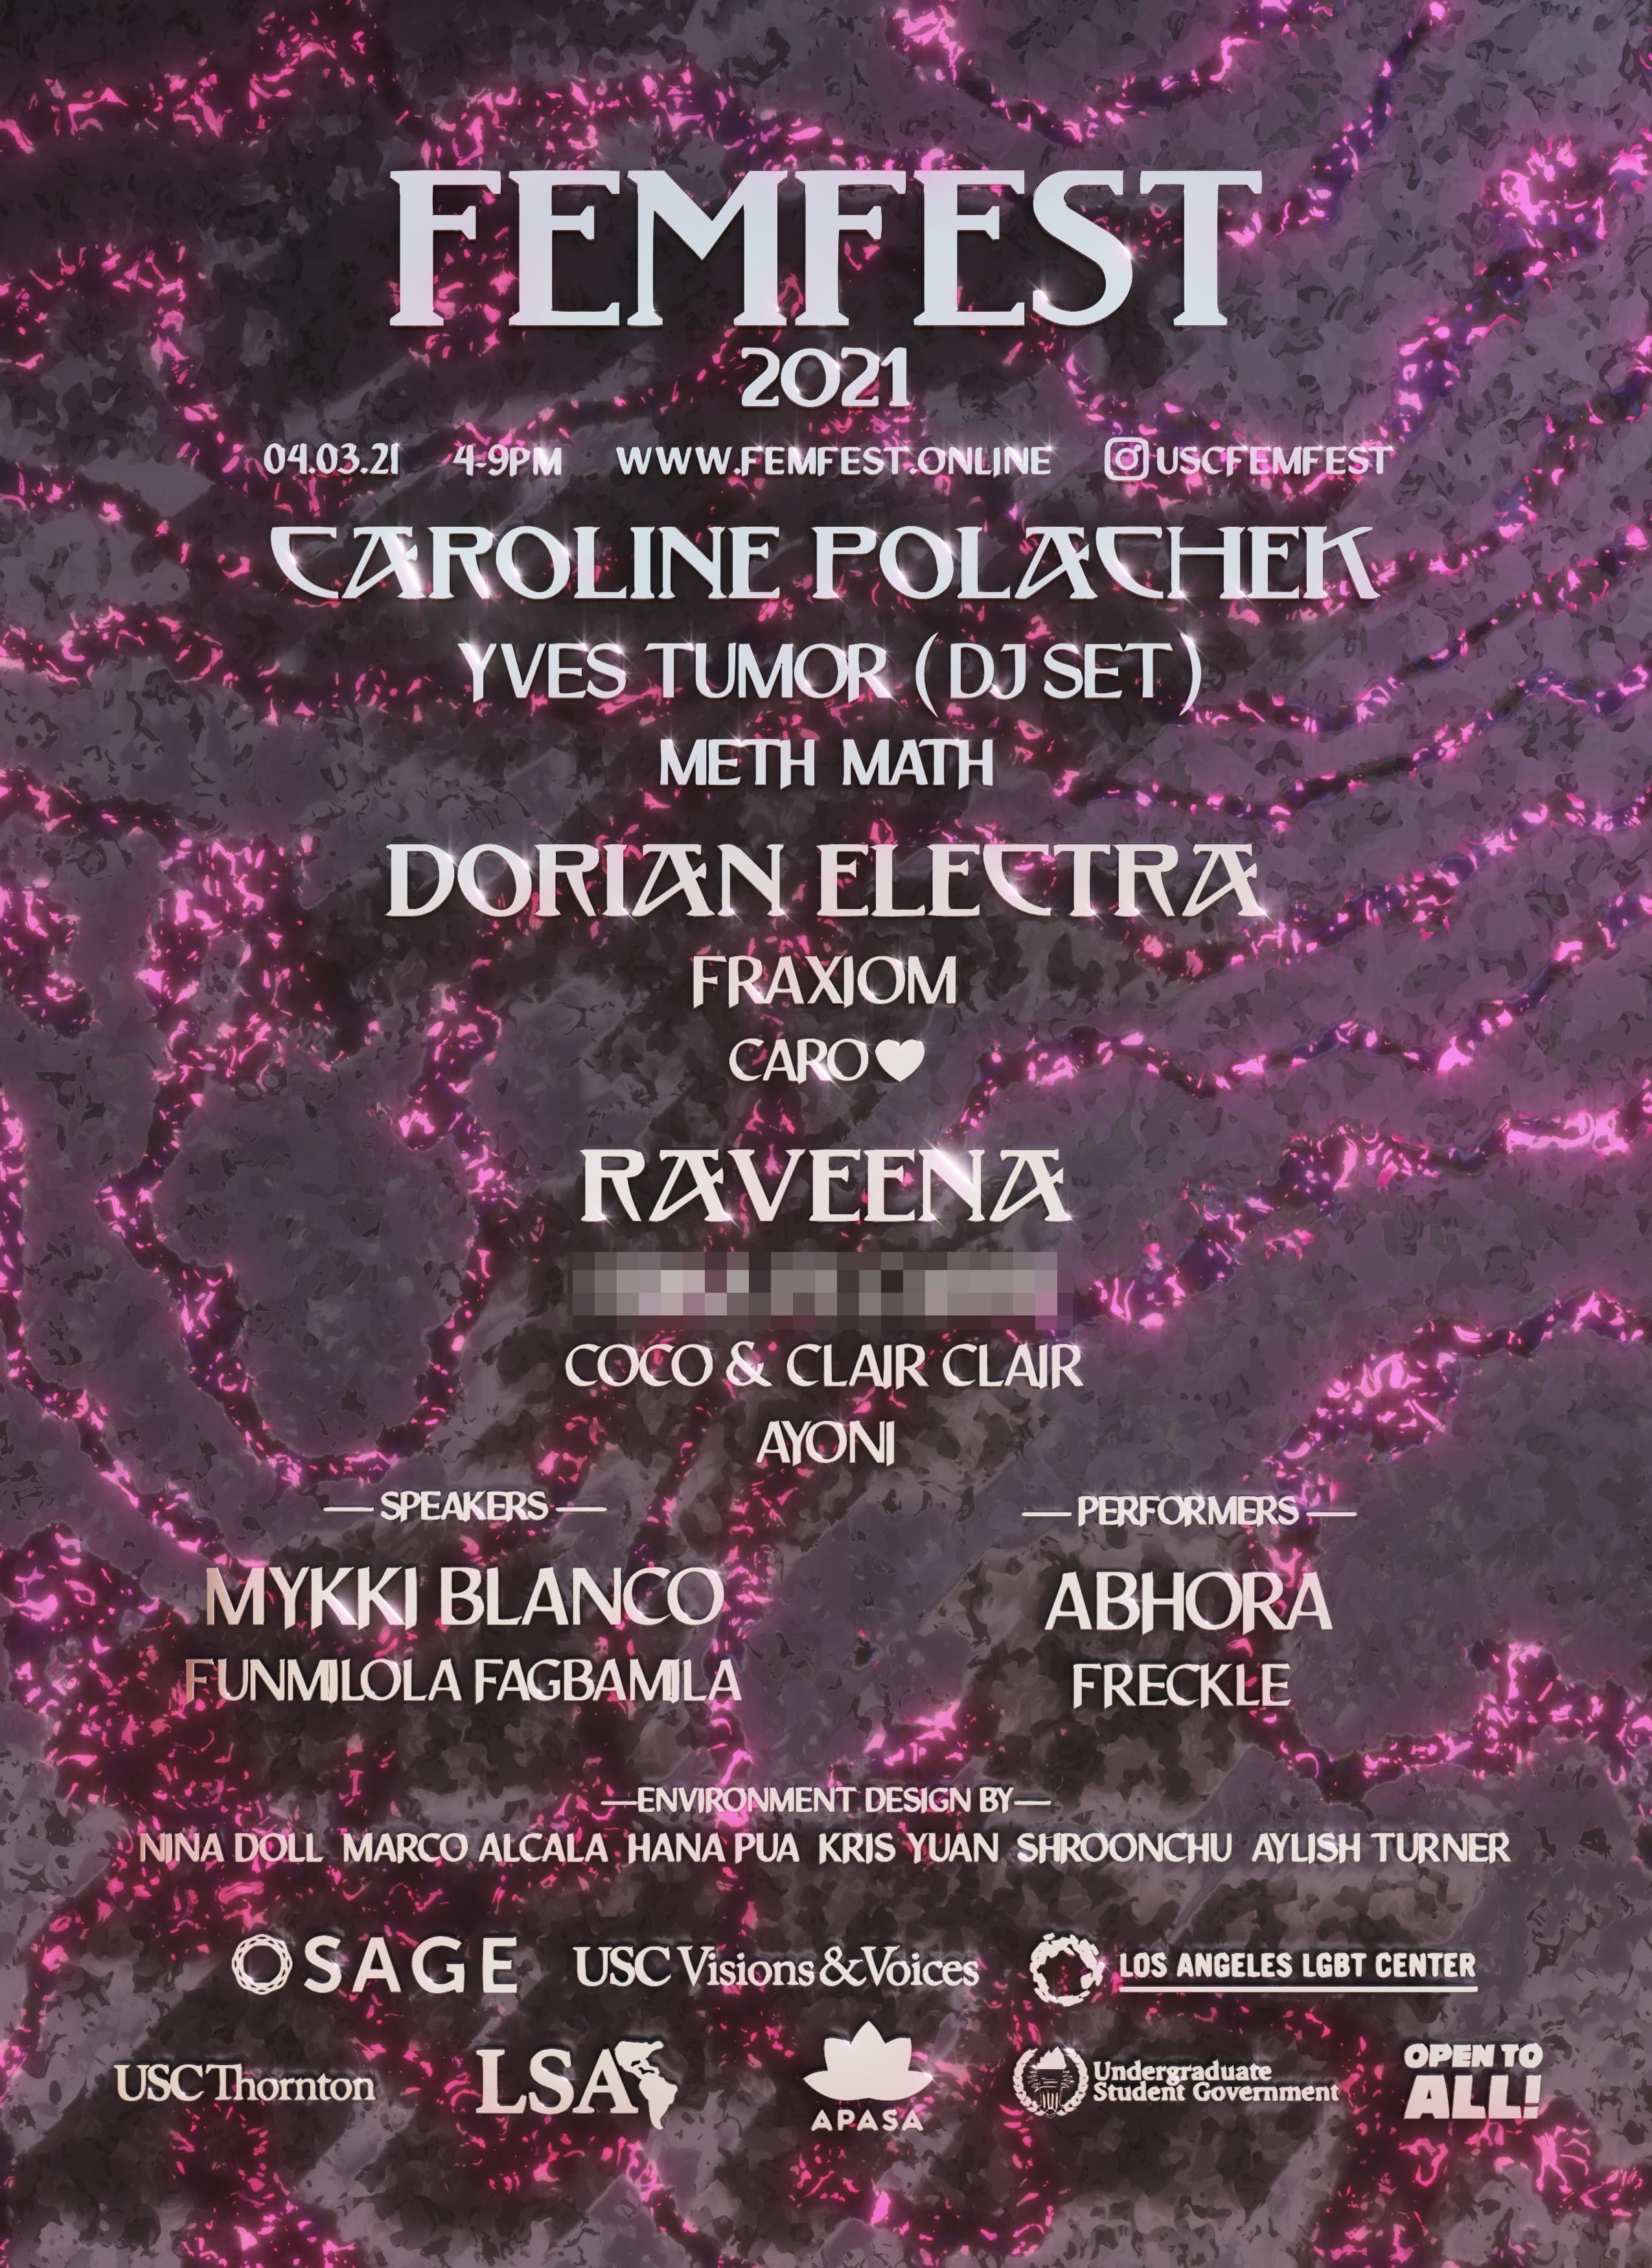 FEMFEST
2021
04.03.21 4-9PM WWW.FEMFEST.ONLINE USCFEMFEST
CAROLINE POLACHEK
YVES TUMOR (DJ SET)
METH MATH
DORIAN ELECTRA
FRAXIOM
CARO♥
RAVEENA
COCO & CLAIR CLAIR
AYONI
— SPEAKERS —
MYKKI BLANCO
FUNMILOLA FAGBAMILA
— PERFORMERS —
ABHORA
FRECKLE
—ENVIRONMENT DESIGN BY—
NINA DOLL MARCO ALCALA HANA PUA KRIS YUAN SHROONCHU AYLISH TURNER
SAGE USC Visions&Voices LOS ANGELES LGBT CENTER
USC Thornton LSA APASA Undergraduate Student Government OPEN TO ALL!